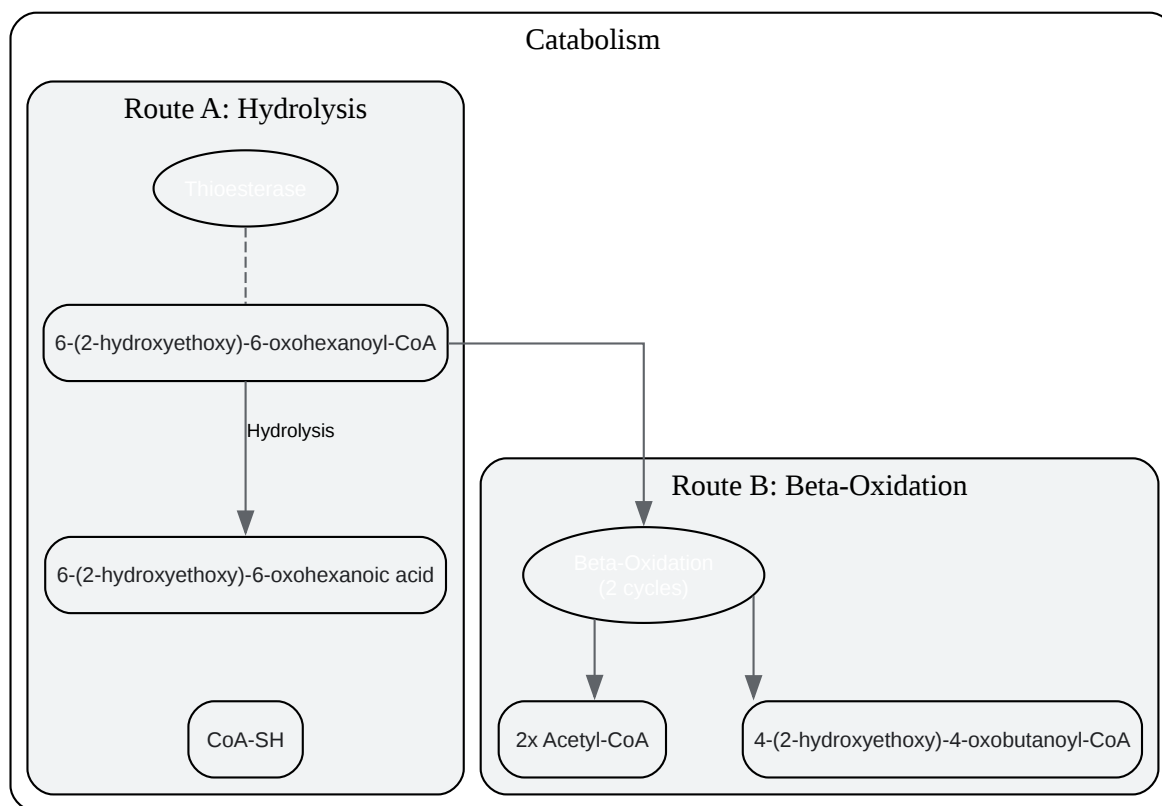 Catabolism
Route A: Hydrolysis
Thioesterase
6-(2-hydroxyethoxy)-6-oxohexanoyl-CoA
Hydrolysis
6-(2-hydroxyethoxy)-6-oxohexanoic acid
CoA-SH
Route B: Beta-Oxidation
Beta-Oxidation
(2 cycles)
2x Acetyl-CoA
4-(2-hydroxyethoxy)-4-oxobutanoyl-CoA